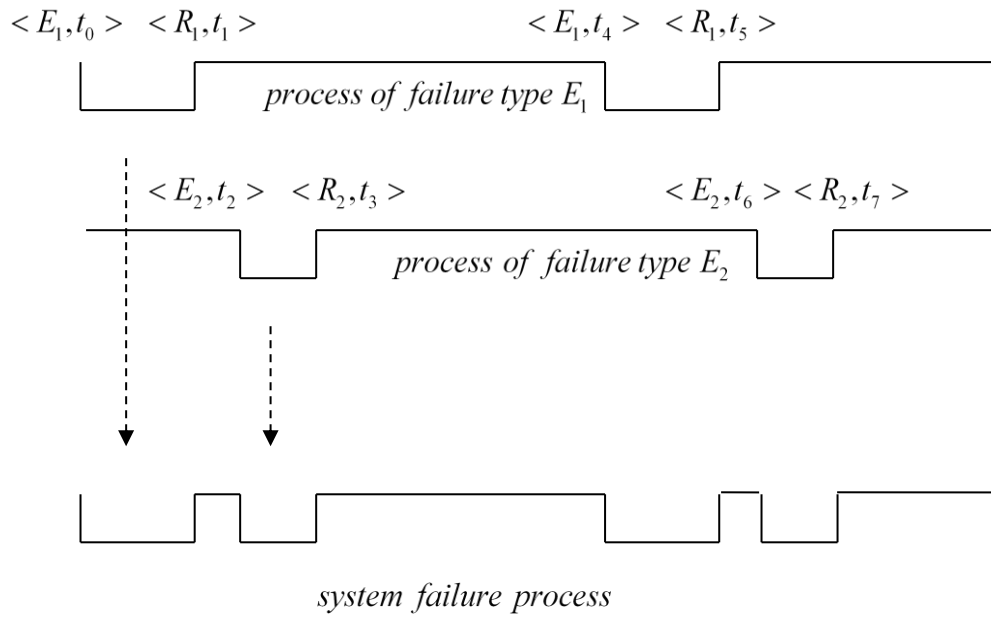 < E₁, t₀ > < R₁, t₁ > < E₁, t₄ > < R₁, t₅ >
process of failure type E₁
< E₂, t₂ > < R₂, t₃ > < E₂, t₆ > < R₂, t₇ >
process of failure type E₂
system failure process